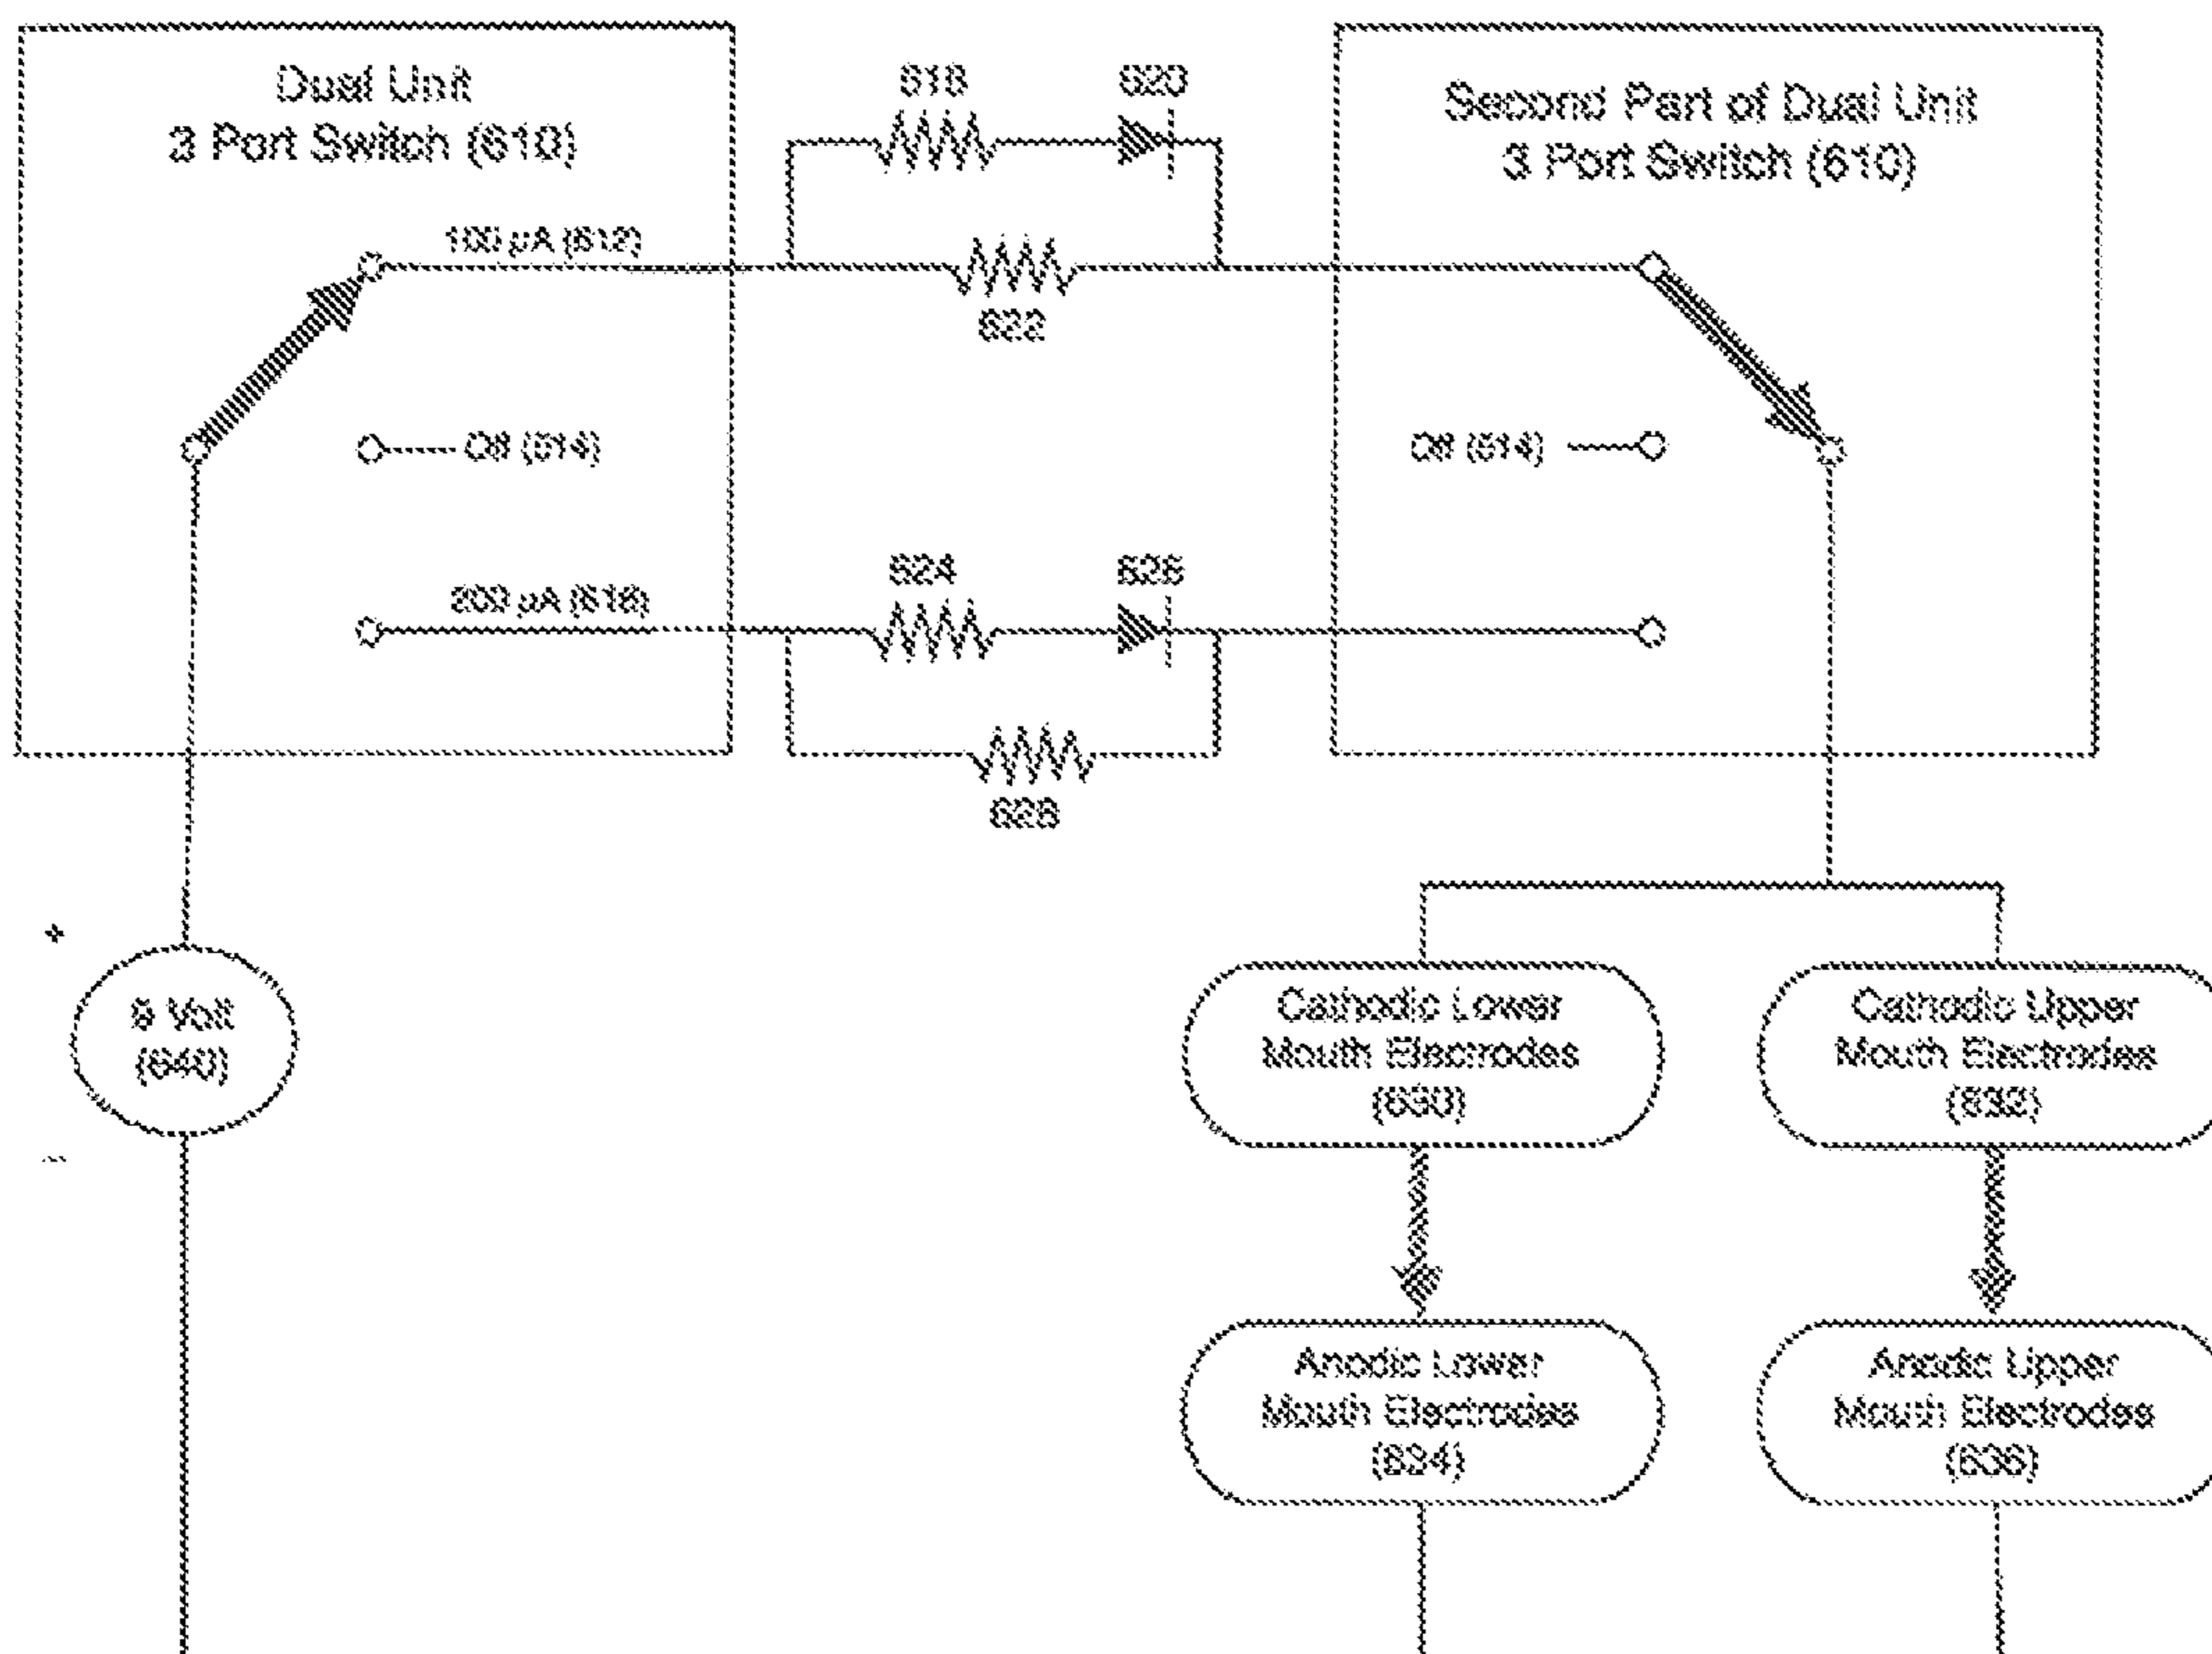 Dual Unit
3 Port Switch (610)
618
620
Second Part of Dual Unit
3 Port Switch (610)
100 µA (612)
622
Off (614)
Off (614)
200 µA (616)
624
626
628
+
9 Volt
(640)
-
Cathodic Lower
Mouth Electrodes
(630)
Cathodic Upper
Mouth Electrodes
(632)
Anodic Lower
Mouth Electrodes
(634)
Anodic Upper
Mouth Electrodes
(636)